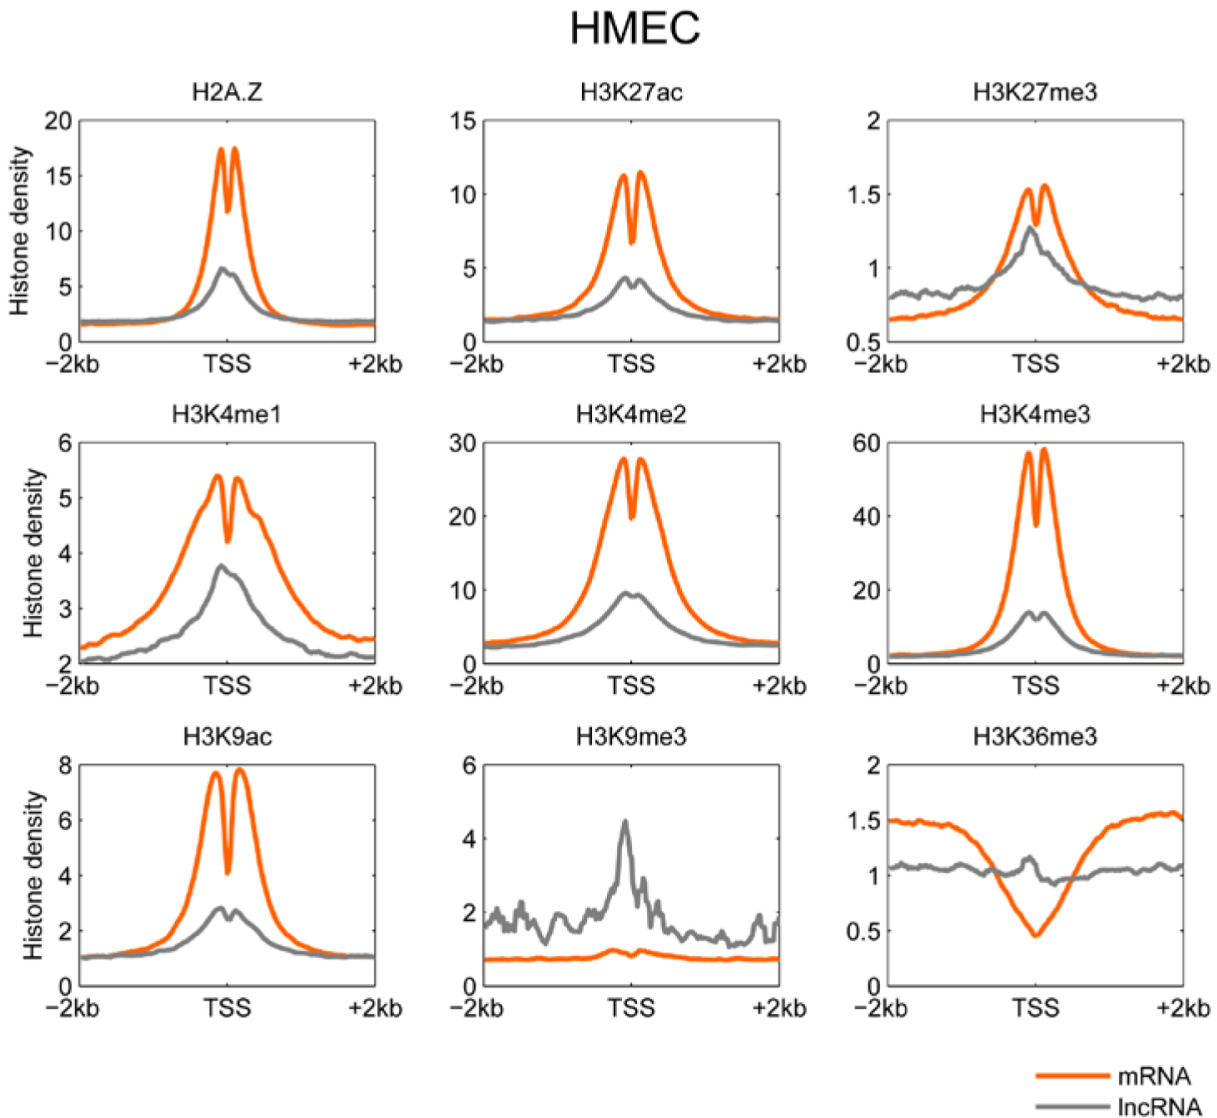 HMEC
H2A.Z
H3K27ac
H3K27me3
Histone density
20
15
10
5
0
−2kb
TSS
+2kb
15
10
5
0
−2kb
TSS
+2kb
2
1.5
1
0.5
−2kb
TSS
+2kb
H3K4me1
H3K4me2
H3K4me3
Histone density
6
5
4
3
2
−2kb
TSS
+2kb
30
20
10
0
−2kb
TSS
+2kb
60
40
20
0
−2kb
TSS
+2kb
H3K9ac
H3K9me3
H3K36me3
Histone density
8
6
4
2
0
−2kb
TSS
+2kb
6
4
2
0
−2kb
TSS
+2kb
2
1.5
1
0.5
0
−2kb
TSS
+2kb
mRNA
lncRNA